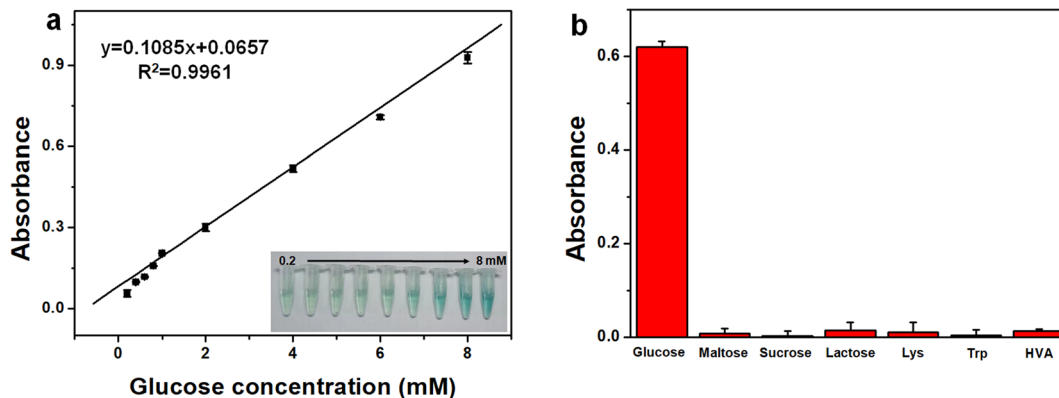 a
y=0.1085x+0.0657
R²=0.9961
0.9
0.6
0.3
0.0
Absorbance
0.2
8 mM
0 2 4 6 8
Glucose concentration (mM)
b
0.6
0.4
0.2
0.0
Absorbance
Glucose Maltose Sucrose Lactose Lys Trp HVA